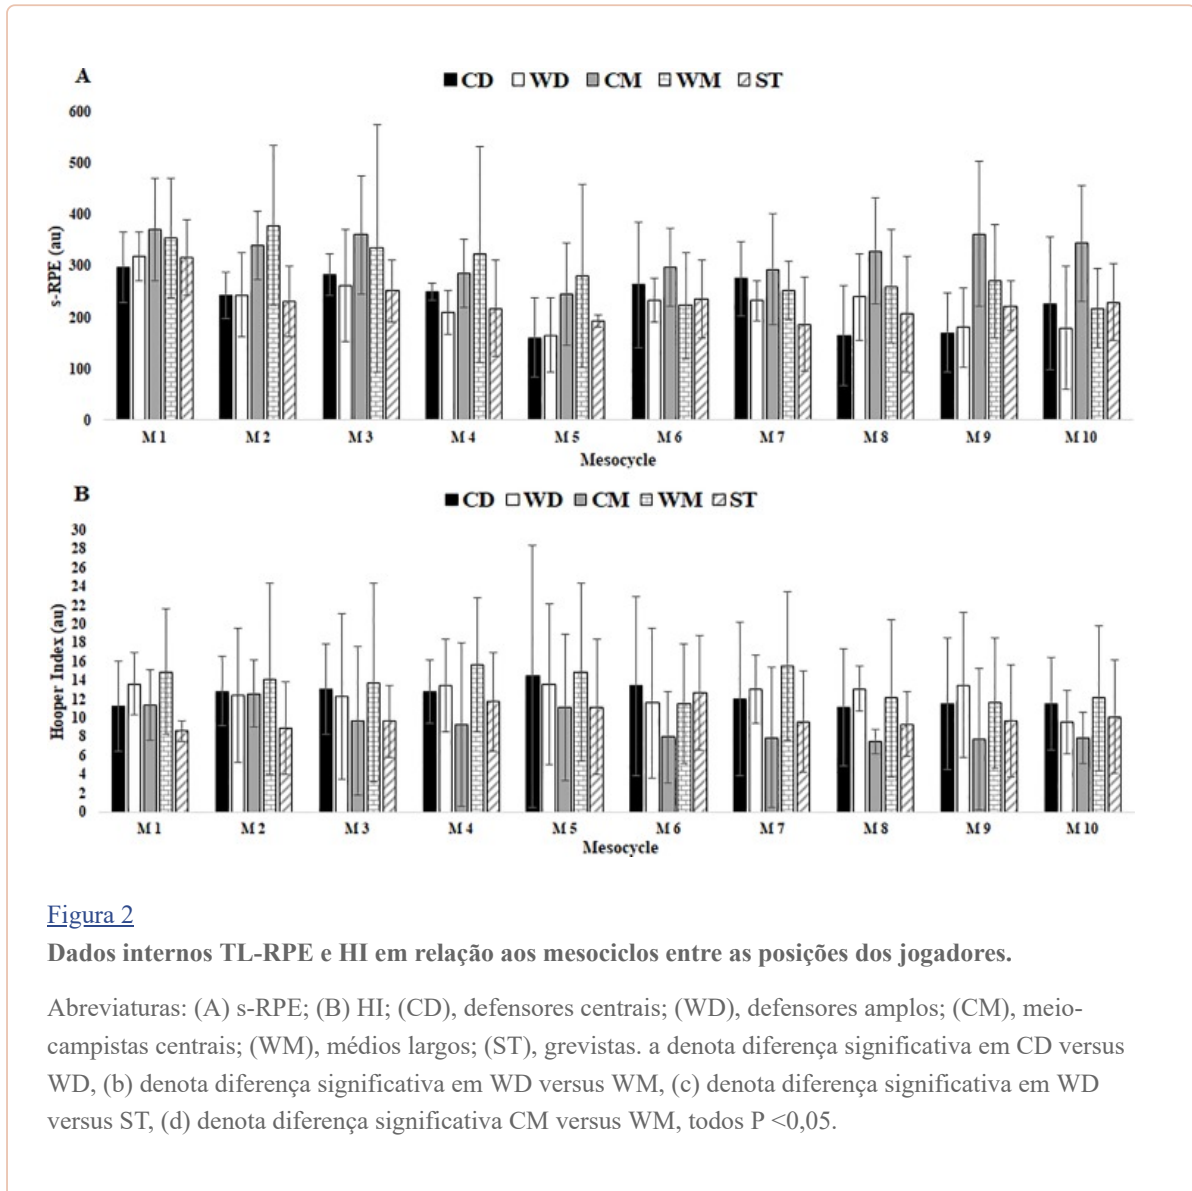 A
CD WD CM WM ST
600
500
400
300
200
100
0
s-RPE (au)
M 1 M 2 M 3 M 4 M 5 M 6 M 7 M 8 M 9 M 10
Mesocycle
B
CD WD CM WM ST
30
28
26
24
22
20
18
16
14
12
10
8
6
4
2
0
Hooper Index (au)
M 1 M 2 M 3 M 4 M 5 M 6 M 7 M 8 M 9 M 10
Mesocycle
Figura 2
Dados internos TL-RPE e HI em relação aos mesociclos entre as posições dos jogadores.
Abreviaturas: (A) s-RPE; (B) HI; (CD), defensores centrais; (WD), defensores amplos; (CM), meio-
campistas centrais; (WM), médios largos; (ST), grevistas. a denota diferença significativa em CD versus
WD, (b) denota diferença significativa em WD versus WM, (c) denota diferença significativa em WD
versus ST, (d) denota diferença significativa CM versus WM, todos P <0,05.